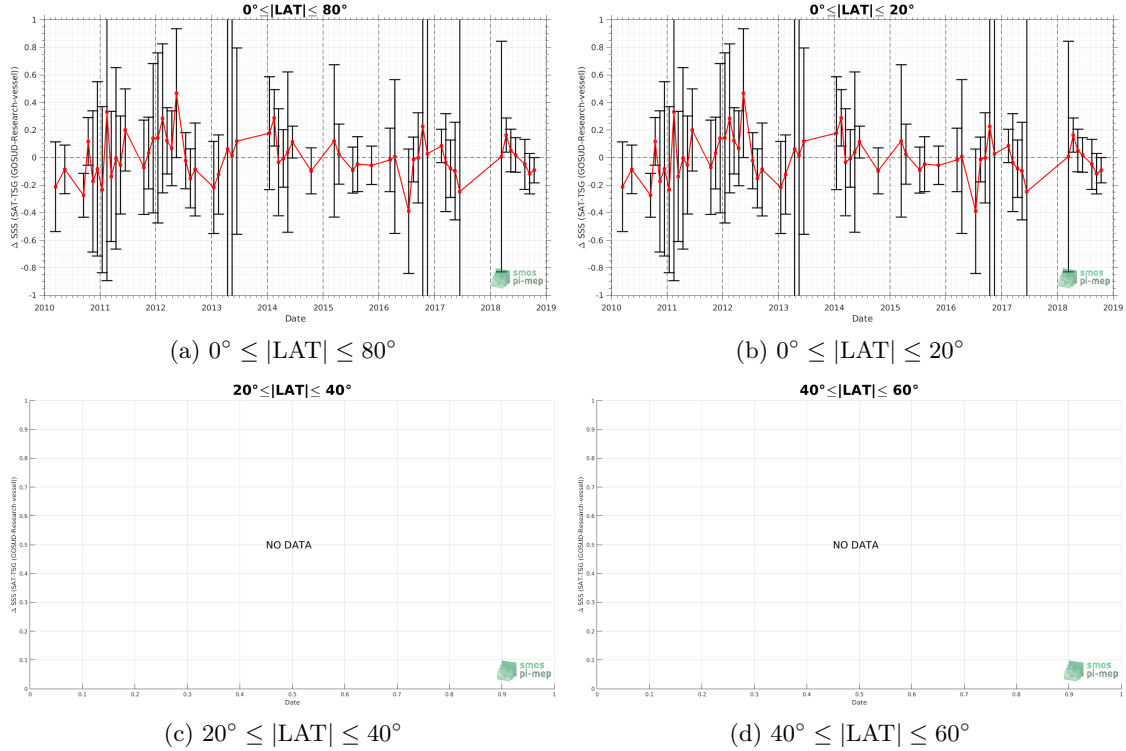 0°≤|LAT|≤ 80°
1
0.8
0.6
0.4
0.2
0
-0.2
-0.4
-0.6
-0.8
-1
Δ SSS (SAT-TSG (GOSUD-Research-vessel))
2010 2011 2012 2013 2014 2015 2016 2017 2018 2019
Date
smos
pi-mep
(a) 0° ≤ |LAT| ≤ 80°
0°≤|LAT|≤ 20°
1
0.8
0.6
0.4
0.2
0
-0.2
-0.4
-0.6
-0.8
-1
Δ SSS (SAT-TSG (GOSUD-Research-vessel))
2010 2011 2012 2013 2014 2015 2016 2017 2018 2019
Date
smos
pi-mep
(b) 0° ≤ |LAT| ≤ 20°
20°≤|LAT|≤ 40°
1
0.9
0.8
0.7
0.6
0.5
0.4
0.3
0.2
0.1
0
Δ SSS (SAT-TSG (GOSUD-Research-vessel))
NO DATA
0 0.1 0.2 0.3 0.4 0.5 0.6 0.7 0.8 0.9 1
Date
smos
pi-mep
(c) 20° ≤ |LAT| ≤ 40°
40°≤|LAT|≤ 60°
1
0.9
0.8
0.7
0.6
0.5
0.4
0.3
0.2
0.1
0
Δ SSS (SAT-TSG (GOSUD-Research-vessel))
NO DATA
0 0.1 0.2 0.3 0.4 0.5 0.6 0.7 0.8 0.9 1
Date
smos
pi-mep
(d) 40° ≤ |LAT| ≤ 60°